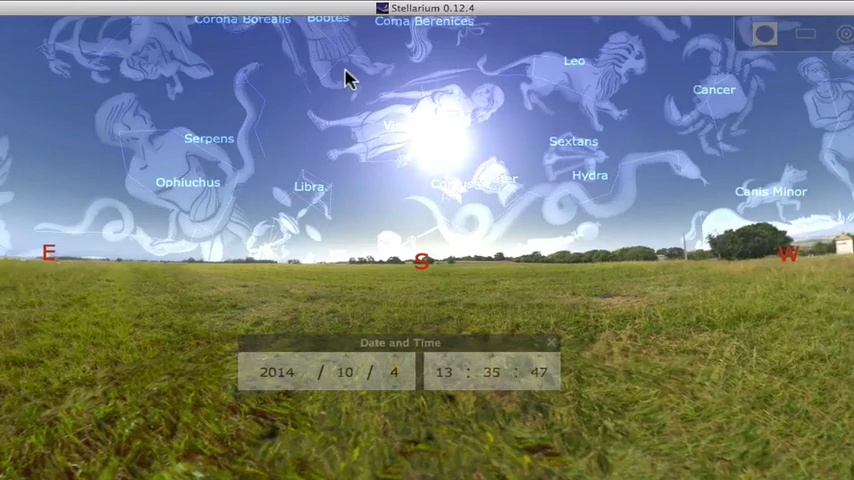 Stellarium 0.12.4
Corona Borealis
Bootes
Coma Berenices
Leo
Cancer
Serpens
Sextans
Ophiuchus
Libra
Hydra
Canis Minor
E
S
W
Date and Time
2014 / 10 / 4 13 : 35 : 47